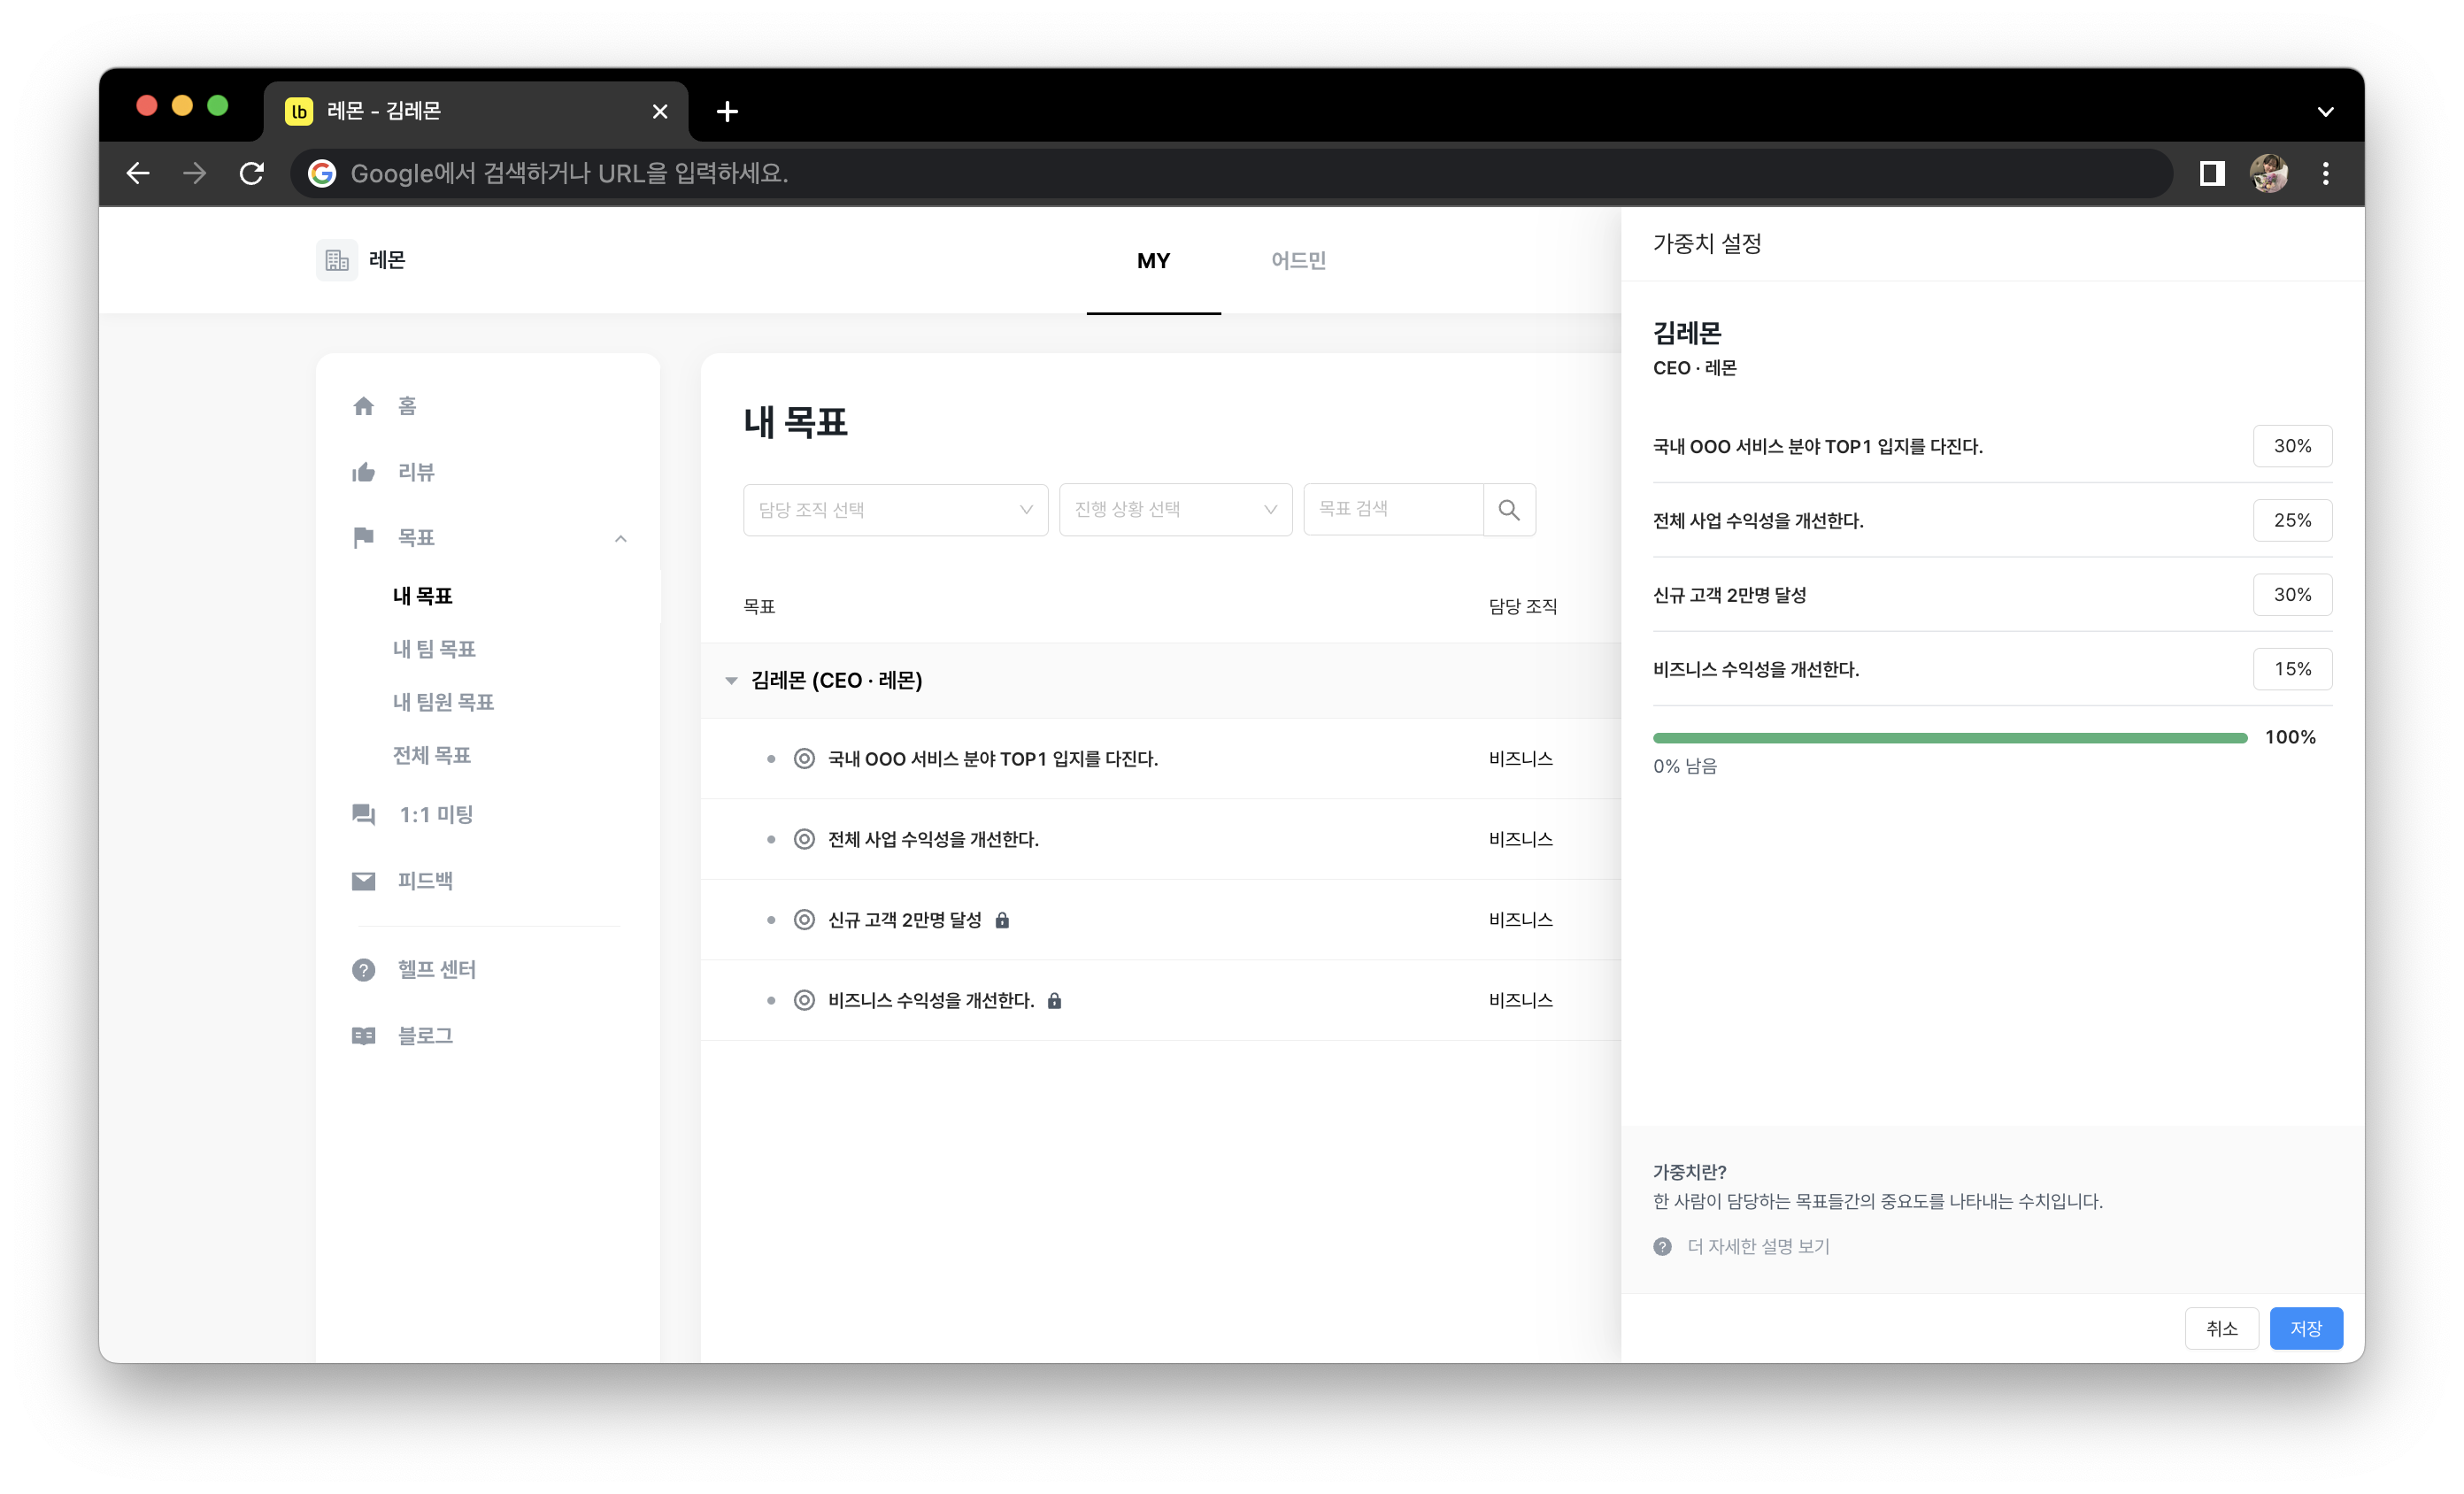 lb 레몬 - 김레몬
Google에서 검색하거나 URL을 입력하세요.
레몬
MY
어드민
홈
리뷰
목표
내 목표
내 팀 목표
내 팀원 목표
전체 목표
1:1 미팅
피드백
헬프 센터
블로그
내 목표
담당 조직 선택
진행 상황 선택
목표 검색
목표 담당 조직
김레몬 (CEO · 레몬)
국내 OOO 서비스 분야 TOP1 입지를 다진다. 비즈니스
전체 사업 수익성을 개선한다. 비즈니스
신규 고객 2만명 달성 비즈니스
비즈니스 수익성을 개선한다. 비즈니스
가중치 설정
김레몬
CEO · 레몬
국내 OOO 서비스 분야 TOP1 입지를 다진다. 30%
전체 사업 수익성을 개선한다. 25%
신규 고객 2만명 달성 30%
비즈니스 수익성을 개선한다. 15%
100%
0% 남음
가중치란?
한 사람이 담당하는 목표들간의 중요도를 나타내는 수치입니다.
더 자세한 설명 보기
취소 저장